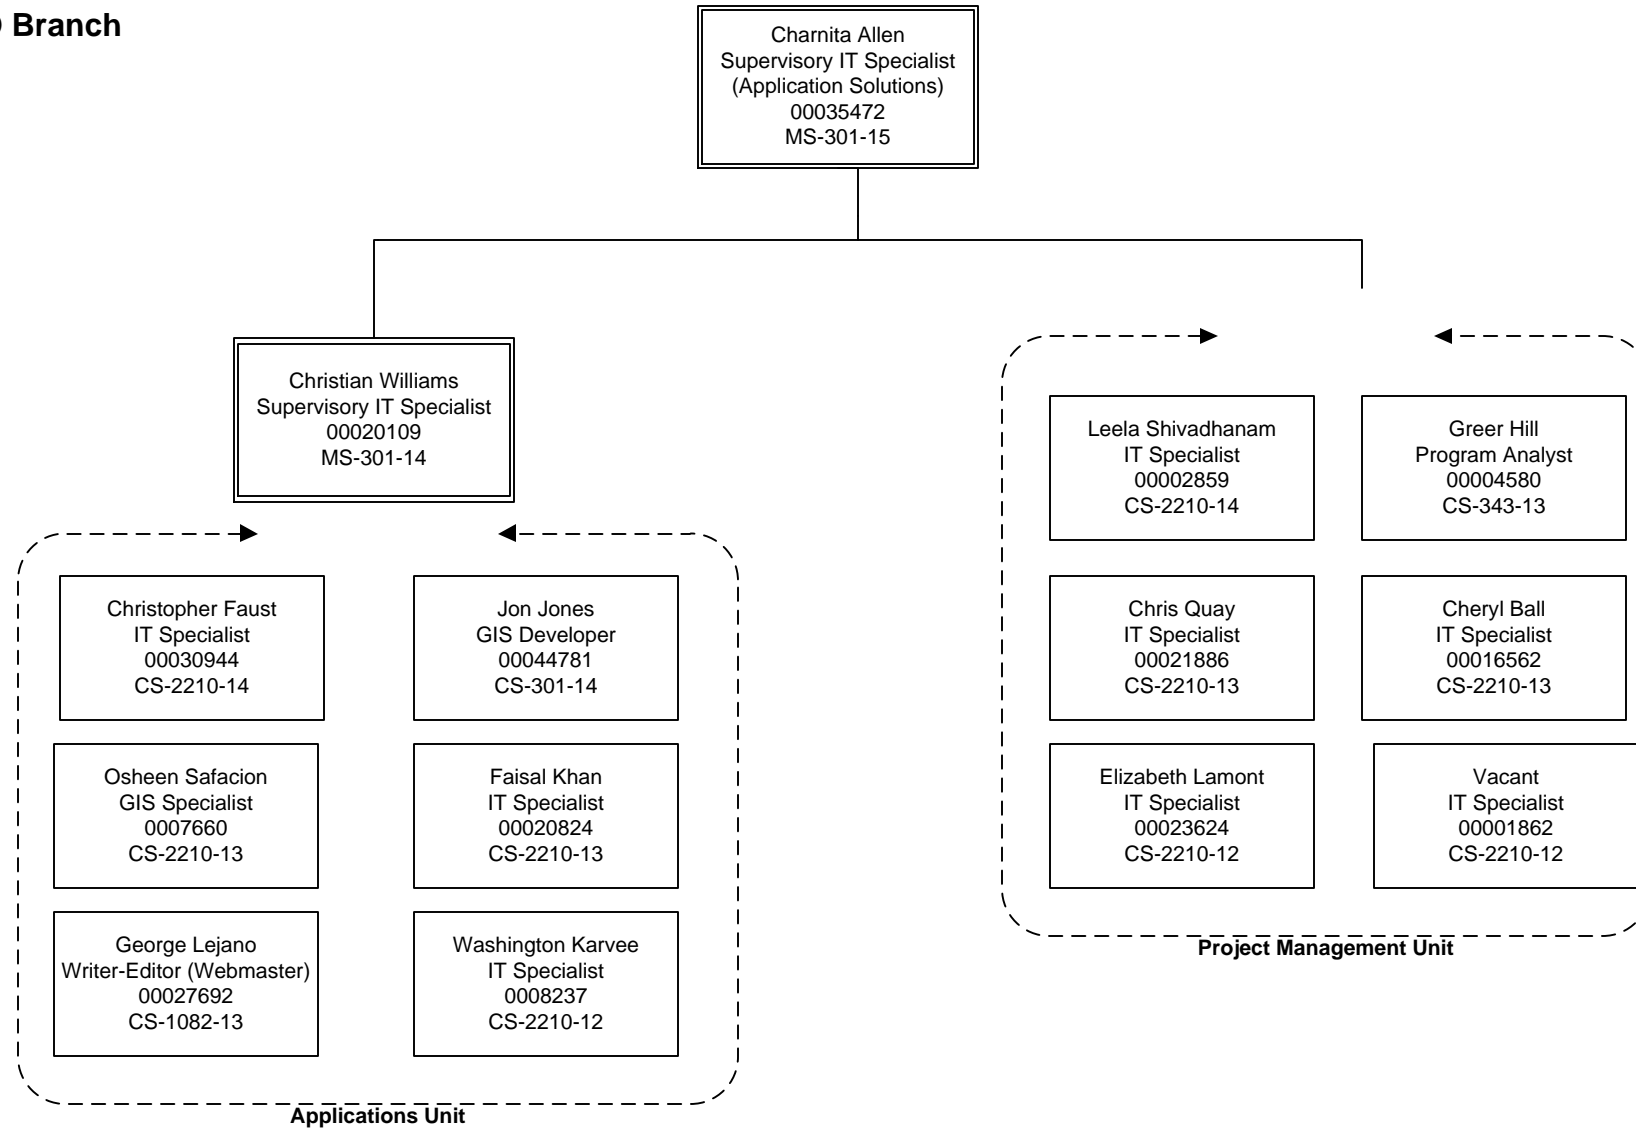 Branch
Charnita Allen
Supervisory IT Specialist
(Application Solutions)
00035472
MS-301-15
Christian Williams
Supervisory IT Specialist
00020109
MS-301-14
Christopher Faust
IT Specialist
00030944
CS-2210-14
Jon Jones
GIS Developer
00044781
CS-301-14
Osheen Safacion
GIS Specialist
0007660
CS-2210-13
Faisal Khan
IT Specialist
00020824
CS-2210-13
George Lejano
Writer-Editor (Webmaster)
00027692
CS-1082-13
Washington Karvee
IT Specialist
0008237
CS-2210-12
Applications Unit
Leela Shivadhanam
IT Specialist
00002859
CS-2210-14
Greer Hill
Program Analyst
00004580
CS-343-13
Chris Quay
IT Specialist
00021886
CS-2210-13
Cheryl Ball
IT Specialist
00016562
CS-2210-13
Elizabeth Lamont
IT Specialist
00023624
CS-2210-12
Vacant
IT Specialist
00001862
CS-2210-12
Project Management Unit